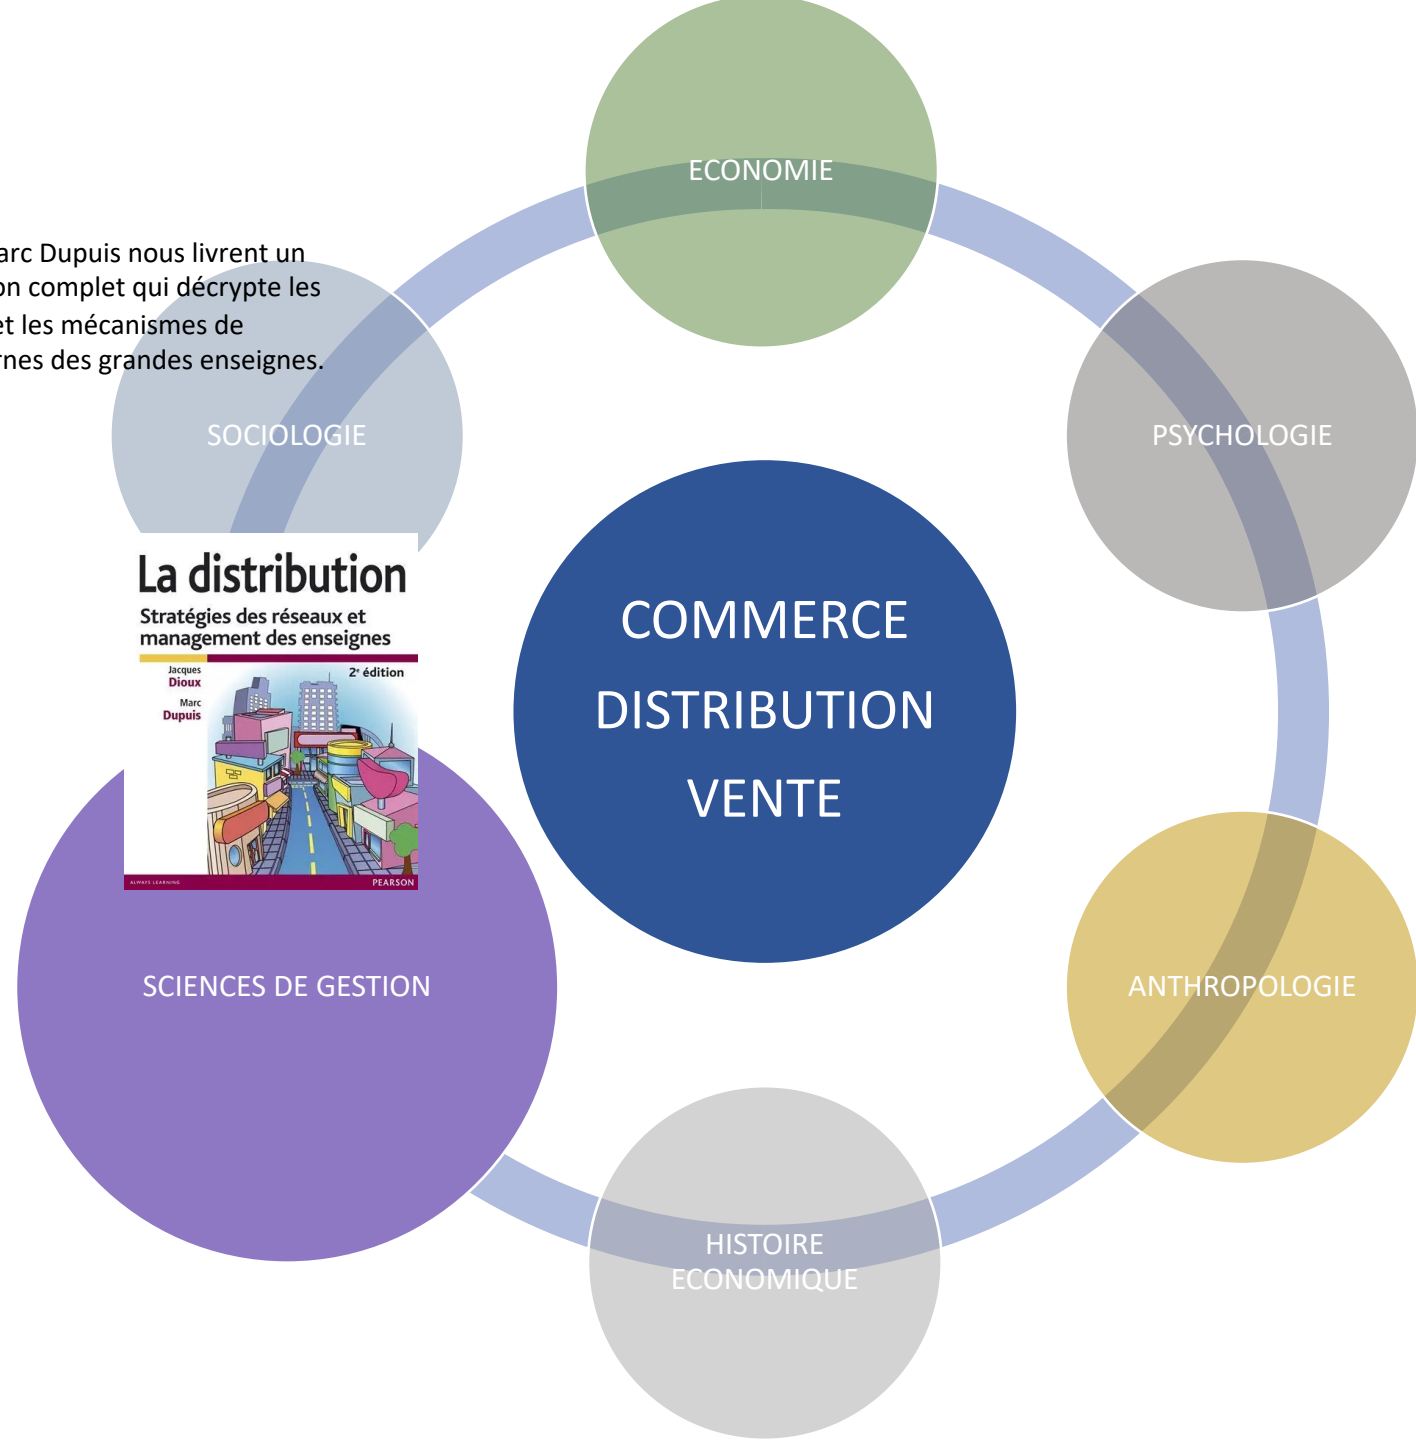 ECONOMIE
arc Dupuis nous livrent un
on complet qui décrypte les
et les mécanismes de
rnes des grandes enseignes.
SOCIOLOGIE
PSYCHOLOGIE
La distribution
Stratégies des réseaux et
management des enseignes
Jacques
Dioux
2e édition
Marc
Dupuis
ALWAYS LEARNING
PEARSON
COMMERCE
DISTRIBUTION
VENTE
SCIENCES DE GESTION
ANTHROPOLOGIE
HISTOIRE
ECONOMIQUE